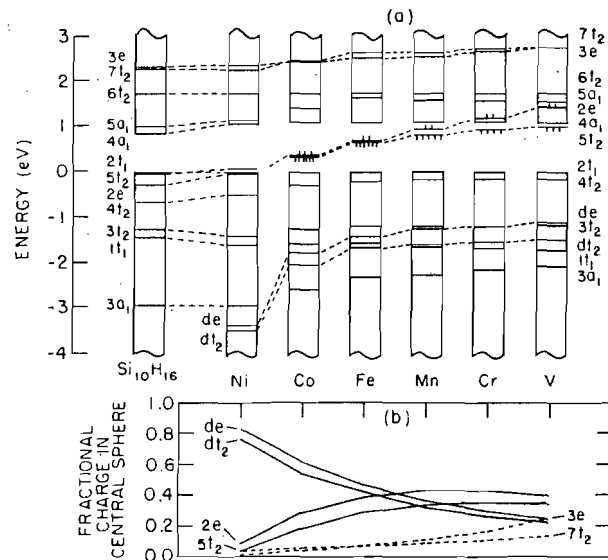 (a)
ENERGY (eV)
3
2
1
0
-1
-2
-3
-4
3e
7t2
6t2
5a1
4a1
2t1
5t2
2e
4t2
3t2
1t1
3a1
de
dt2
7t2
3e
6t2
5a1
2e
4a1
5t2
2t1
4t2
de
3t2
dt2
1t1
3a1
Si10H16
Ni
Co
Fe
Mn
Cr
V
(b)
FRACTIONAL
CHARGE IN
CENTRAL SPHERE
1.0
0.8
0.6
0.4
0.2
0.0
de
dt2
2e
5t2
3e
7t2